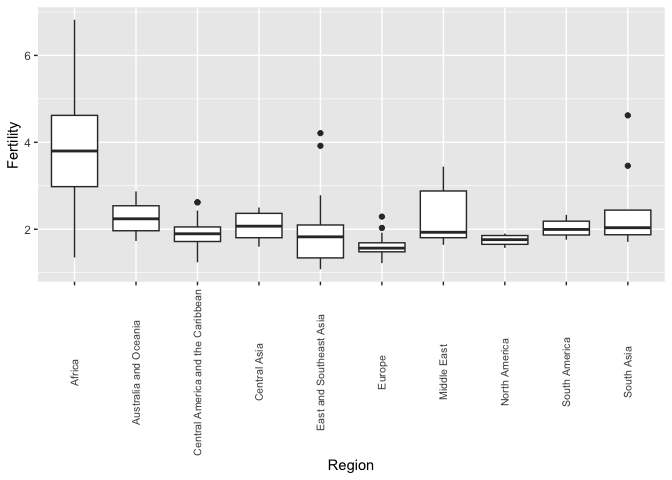 Fertility
6
4
2
Africa
Australia and Oceania
Central America and the Caribbean
Central Asia
East and Southeast Asia
Europe
Middle East
North America
South America
South Asia
Region